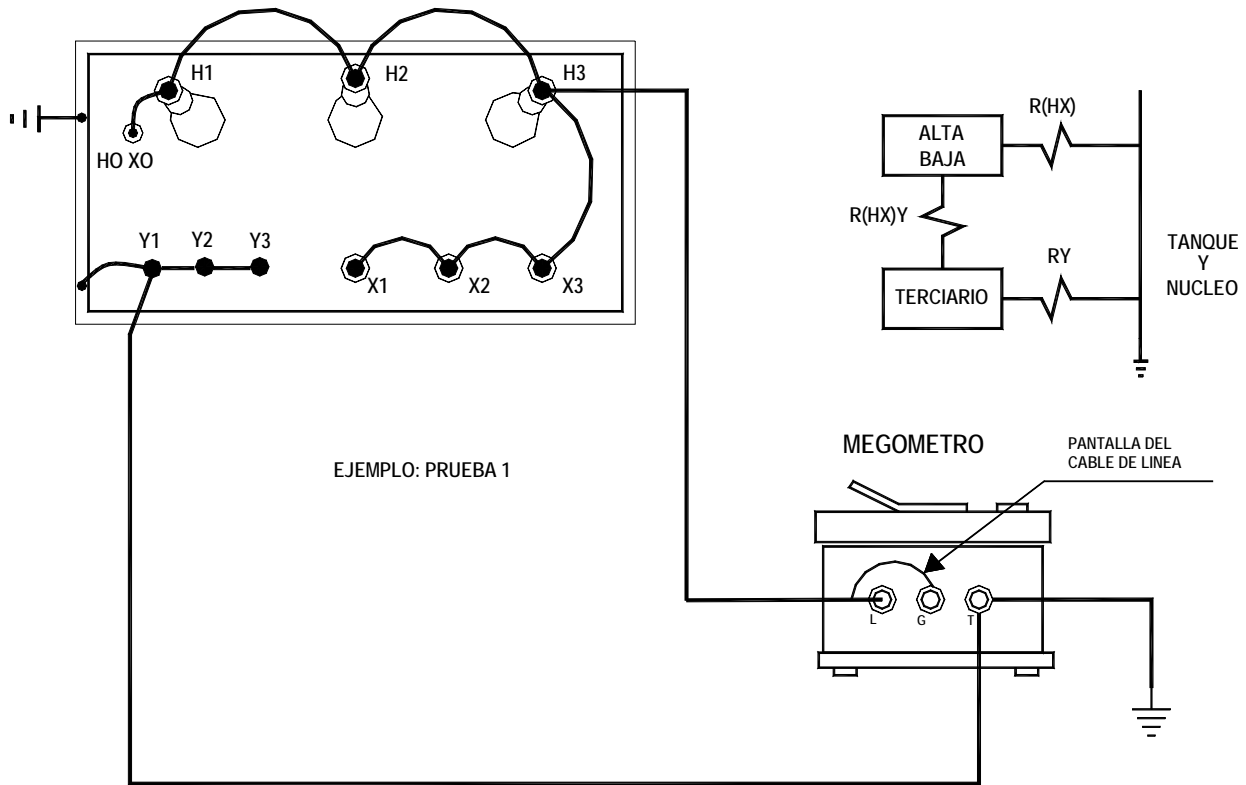 H1
H2
H3
HO XO
Y1
Y2
Y3
X1
X2
X3
R(HX)
ALTA
BAJA
R(HX)Y
RY
TERCIARIO
TANQUE
Y
NUCLEO
EJEMPLO: PRUEBA 1
MEGOMETRO
PANTALLA DEL
CABLE DE LINEA
L
G
T